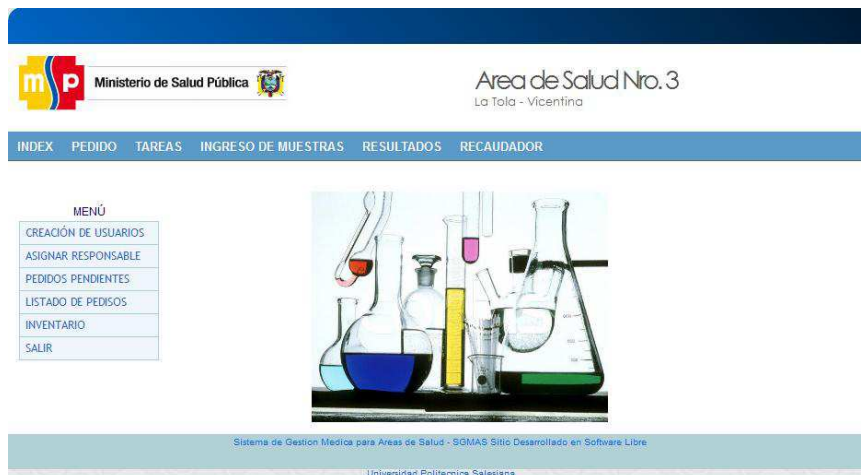 msp Ministerio de Salud Pública
Area de Salud Nro. 3
La Tola - Vicentina
INDEX PEDIDO TAREAS INGRESO DE MUESTRAS RESULTADOS RECAUDADOR
MENÚ
CREACIÓN DE USUARIOS
ASIGNAR RESPONSABLE
PEDIDOS PENDIENTES
LISTADO DE PEDISOS
INVENTARIO
SALIR
Sistema de Gestion Medica para Areas de Salud - SGMAS Sitio Desarrollado en Software Libre
Universidad Politecnica Salesiana